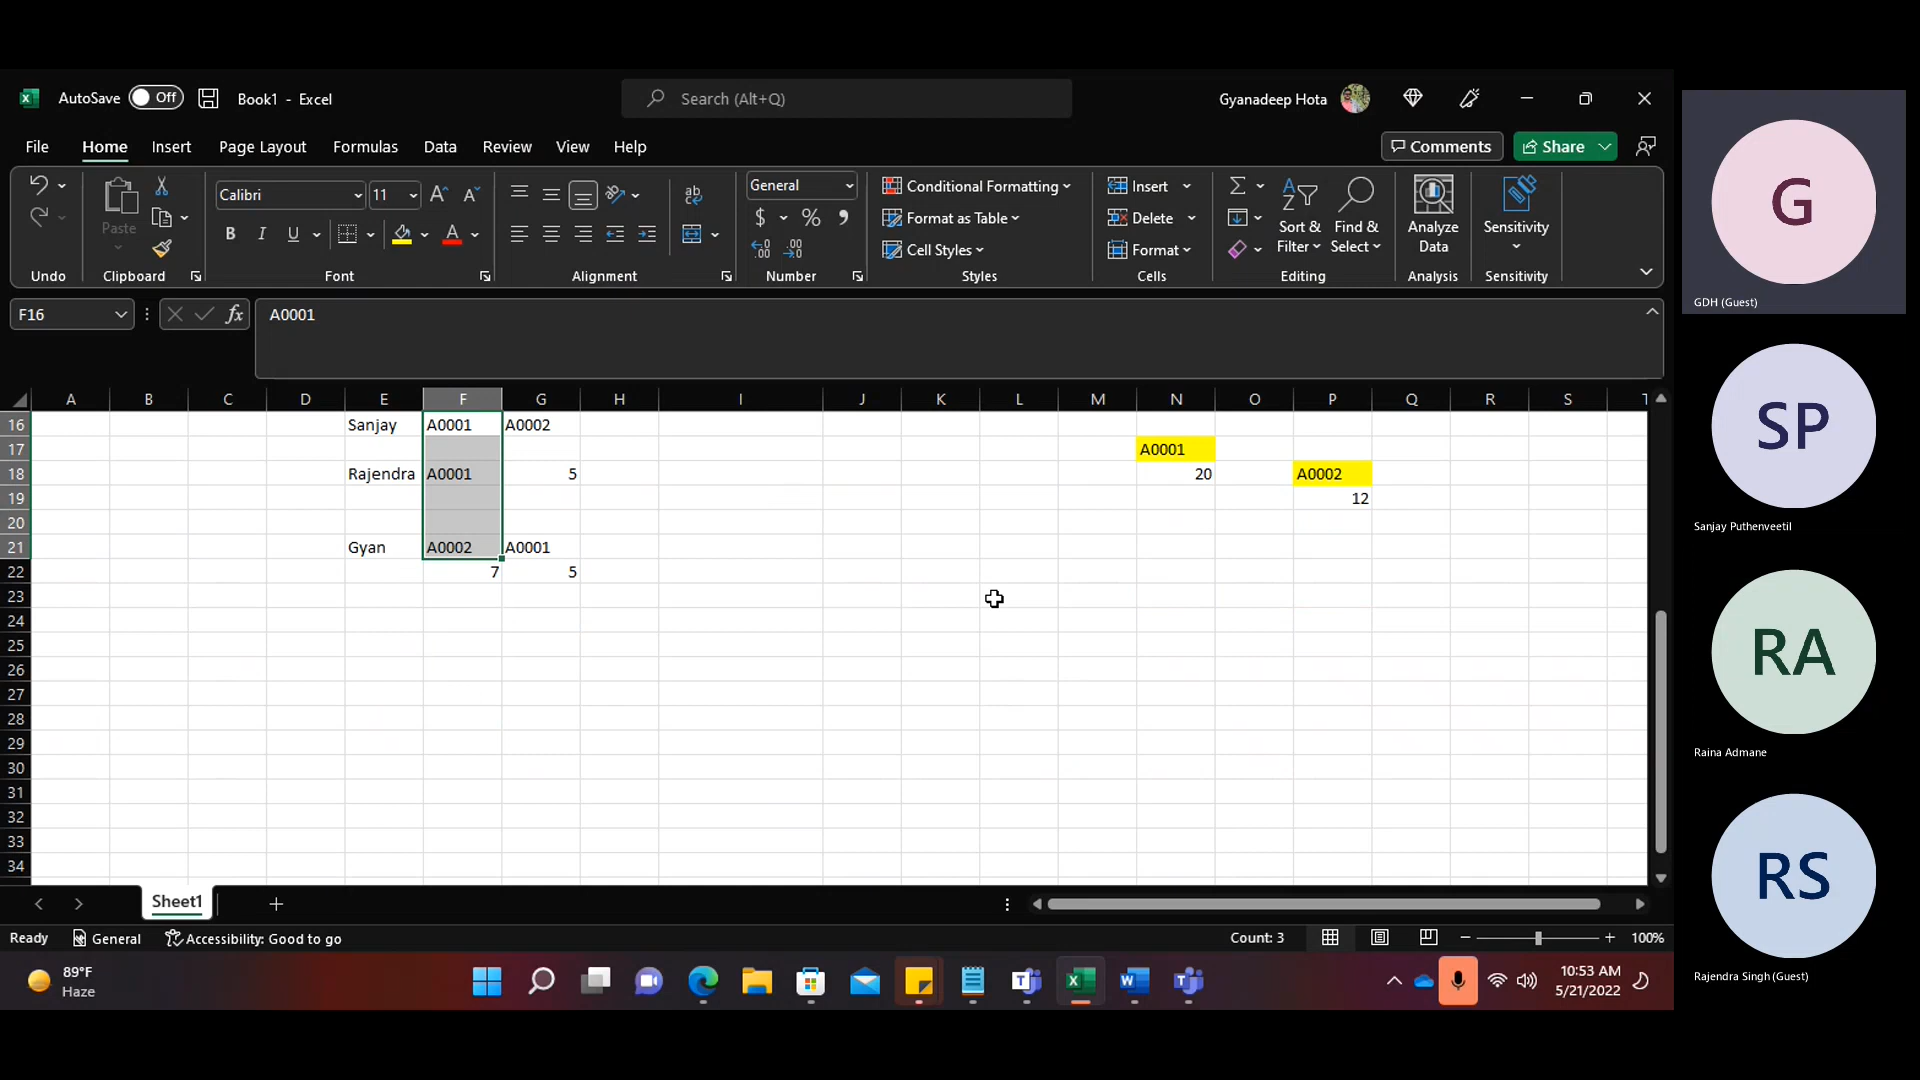 AutoSave Off Book1 - Excel Search (Alt+Q) Gyanadeep Hota
File Home Insert Page Layout Formulas Data Review View Help Comments Share
Paste
Calibri 11
B I U
A A
ab
General
$ %
Conditional Formatting
Format as Table
Cell Styles
Insert
Delete
Format
Sort & Filter
Find & Select
Analyze Data
Sensitivity
Undo Clipboard Font Alignment Number Styles Cells Editing Analysis Sensitivity
F16 fx A0001
A B C D E F G H I J K L M N O P Q R S T
16 Sanjay A0001 A0002
17 A0001
18 Rajendra A0001 5 20 A0002
19 12
20
21 Gyan A0002 A0001
22 7 5
23
24
25
26
27
28
29
30
31
32
33
34
Sheet1
Ready General Accessibility: Good to go Count: 3 100%
89°F
Haze
10:53 AM
5/21/2022
G
GDH (Guest)
SP
Sanjay Puthenveetil
RA
Raina Admane
RS
Rajendra Singh (Guest)